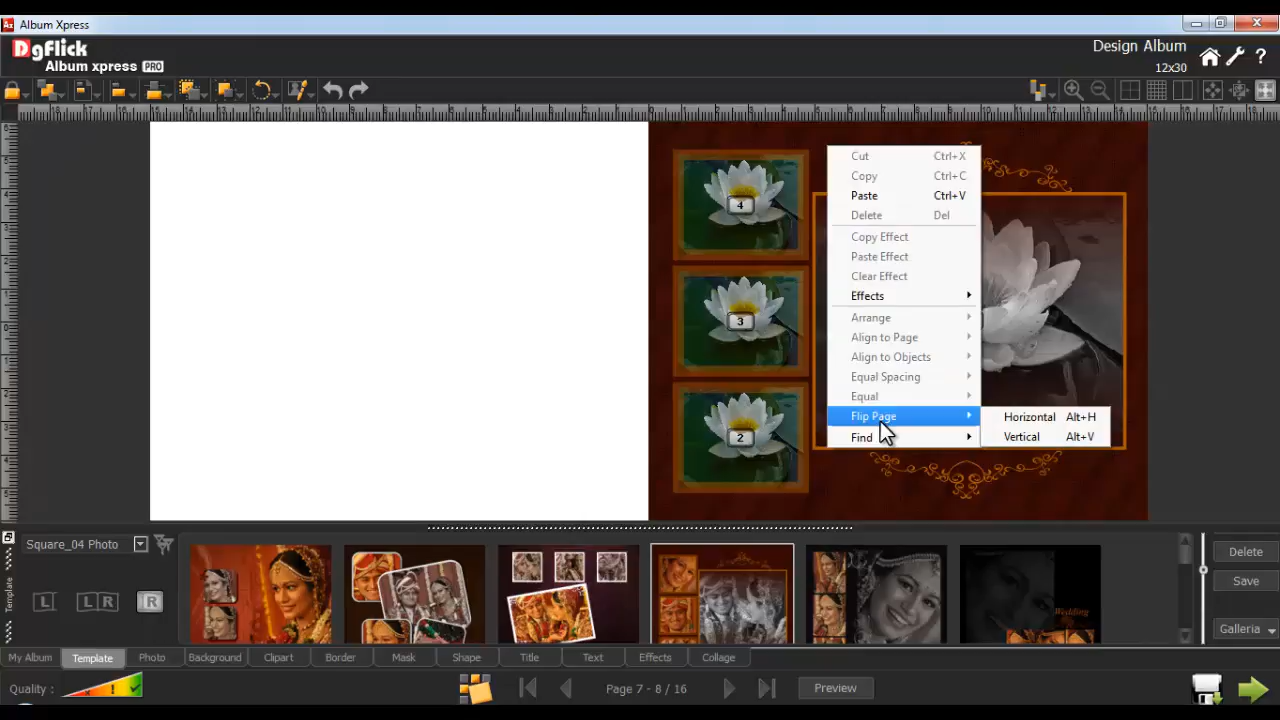 Album Xpress
DgFlick
Album xpress PRO
Design Album
12x30
4
3
2
Cut Ctrl+X
Copy Ctrl+C
Paste Ctrl+V
Delete Del
Copy Effect
Paste Effect
Clear Effect
Effects
Arrange
Align to Page
Align to Objects
Equal Spacing
Equal
Flip Page
Find
Horizontal Alt+H
Vertical Alt+V
Square_04 Photo
Template
L
L R
R
Wedding
Delete
Save
Galleria
My Album
Template
Photo
Background
Clipart
Border
Mask
Shape
Title
Text
Effects
Collage
Quality :
Page 7 - 8 / 16
Preview